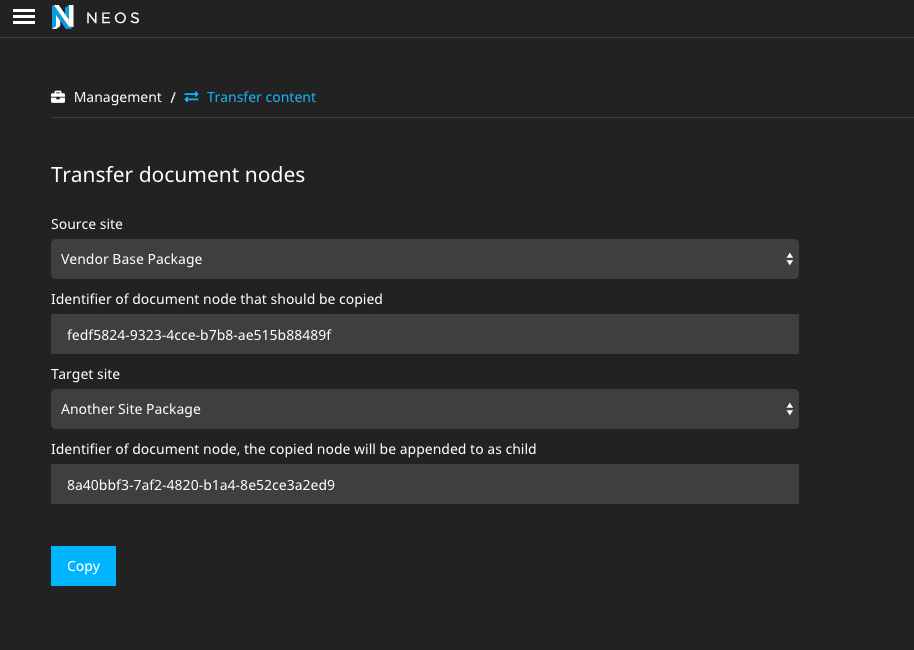 NEOS
Management / Transfer content
Transfer document nodes
Source site
Vendor Base Package
Identifier of document node that should be copied
fedf5824-9323-4cce-b7b8-ae515b88489f
Target site
Another Site Package
Identifier of document node, the copied node will be appended to as child
8a40bbf3-7af2-4820-b1a4-8e52ce3a2ed9
Copy